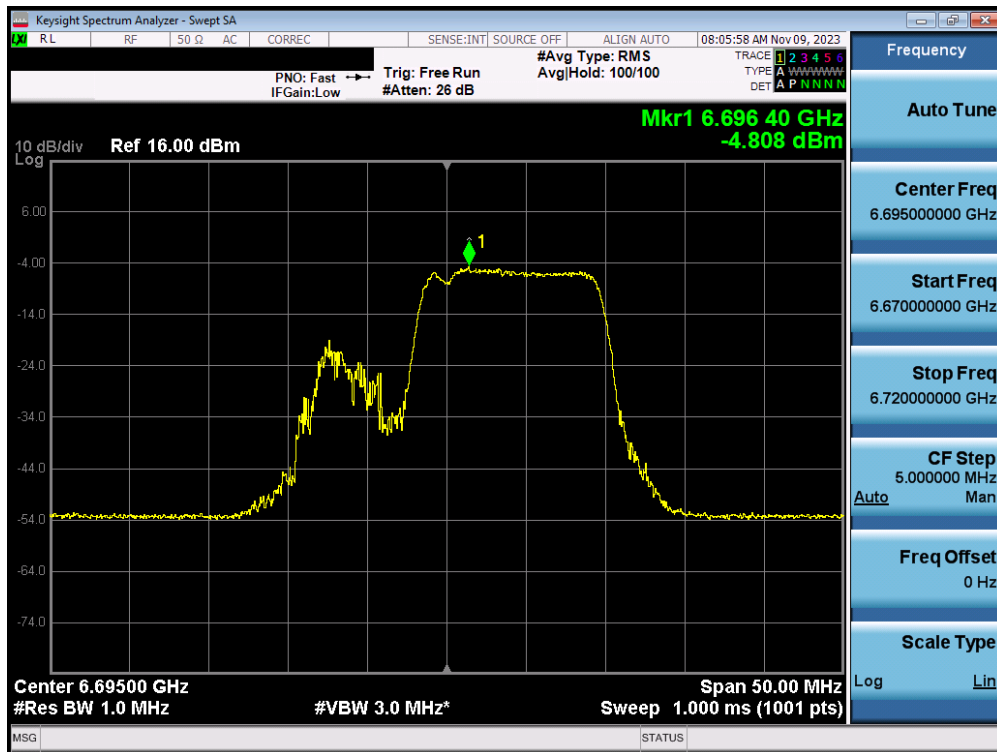 Keysight Spectrum Analyzer - Swept SA
LXI RL RF 50 Ω AC CORREC SENSE:INT SOURCE OFF ALIGN AUTO 08:05:58 AM Nov 09, 2023
PNO: Fast
IFGain:Low
Trig: Free Run
#Atten: 26 dB
#Avg Type: RMS
Avg|Hold: 100/100
TRACE 1 2 3 4 5 6
TYPE A WWWWW
DET A P N N N N
Frequency
Mkr1 6.696 40 GHz
-4.808 dBm
10 dB/div Ref 16.00 dBm
Log
1
6.00
-4.00
-14.0
-24.0
-34.0
-44.0
-54.0
-64.0
-74.0
Center 6.69500 GHz Span 50.00 MHz
#Res BW 1.0 MHz #VBW 3.0 MHz* Sweep 1.000 ms (1001 pts)
Auto Tune
Center Freq
6.695000000 GHz
Start Freq
6.670000000 GHz
Stop Freq
6.720000000 GHz
CF Step
5.000000 MHz
Auto Man
Freq Offset
0 Hz
Scale Type
Log Lin
MSG STATUS